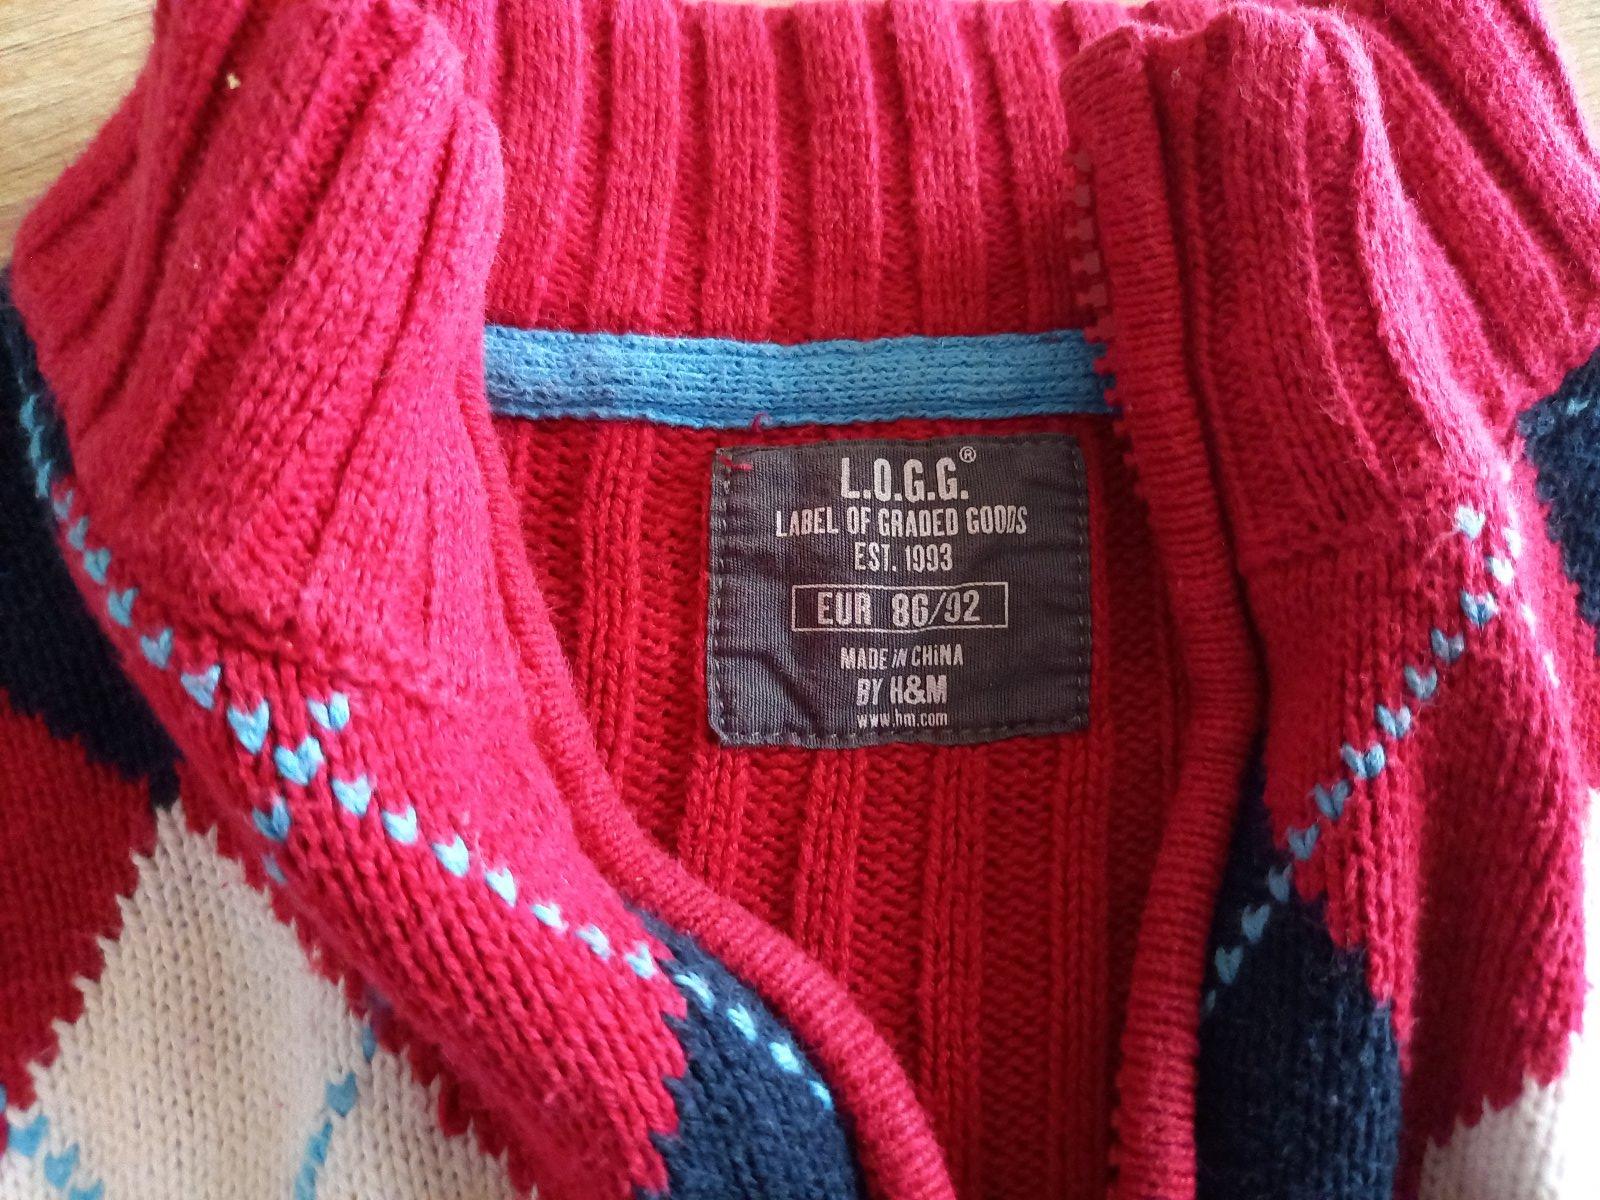 L.O.G.G.®
LABEL OF GRADED GOODS
EST. 1993
EUR 86/92
MADE iN CHiNA
BY H&M
www.hm.com